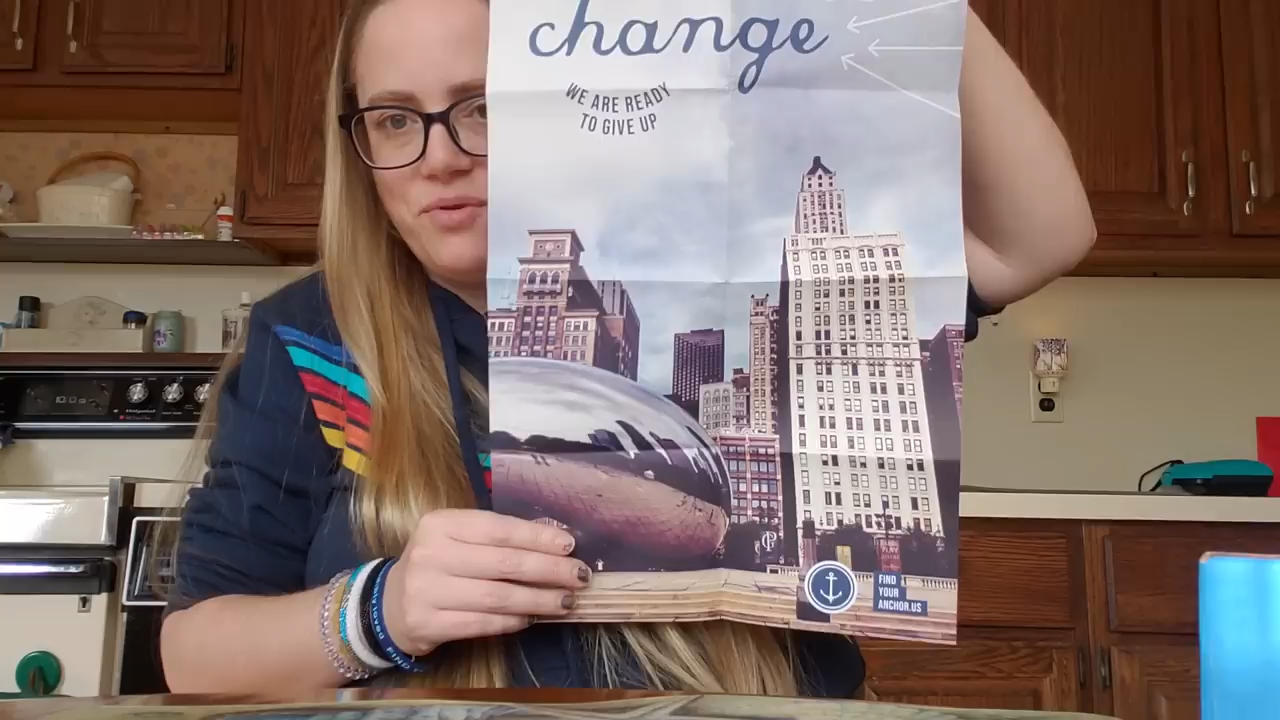 change
WE ARE READY
TO GIVE UP
FIND
YOUR
ANCHOR.US